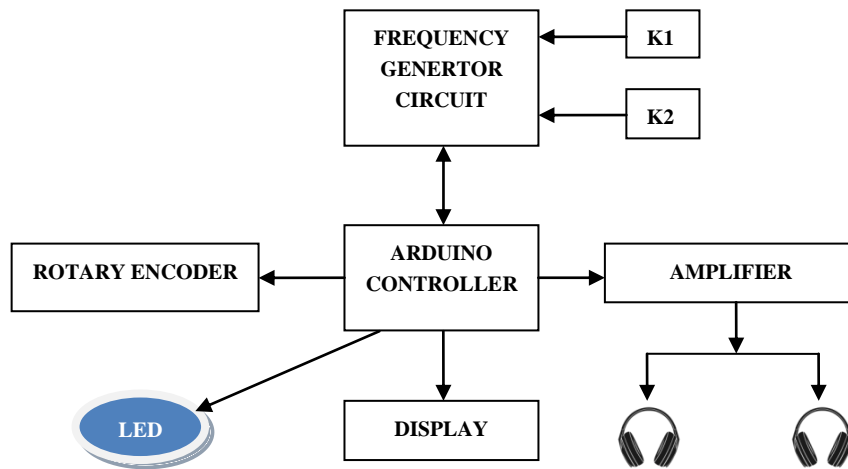 FREQUENCY
GENERTOR
CIRCUIT
K1
K2
ROTARY ENCODER
ARDUINO
CONTROLLER
AMPLIFIER
LED
DISPLAY